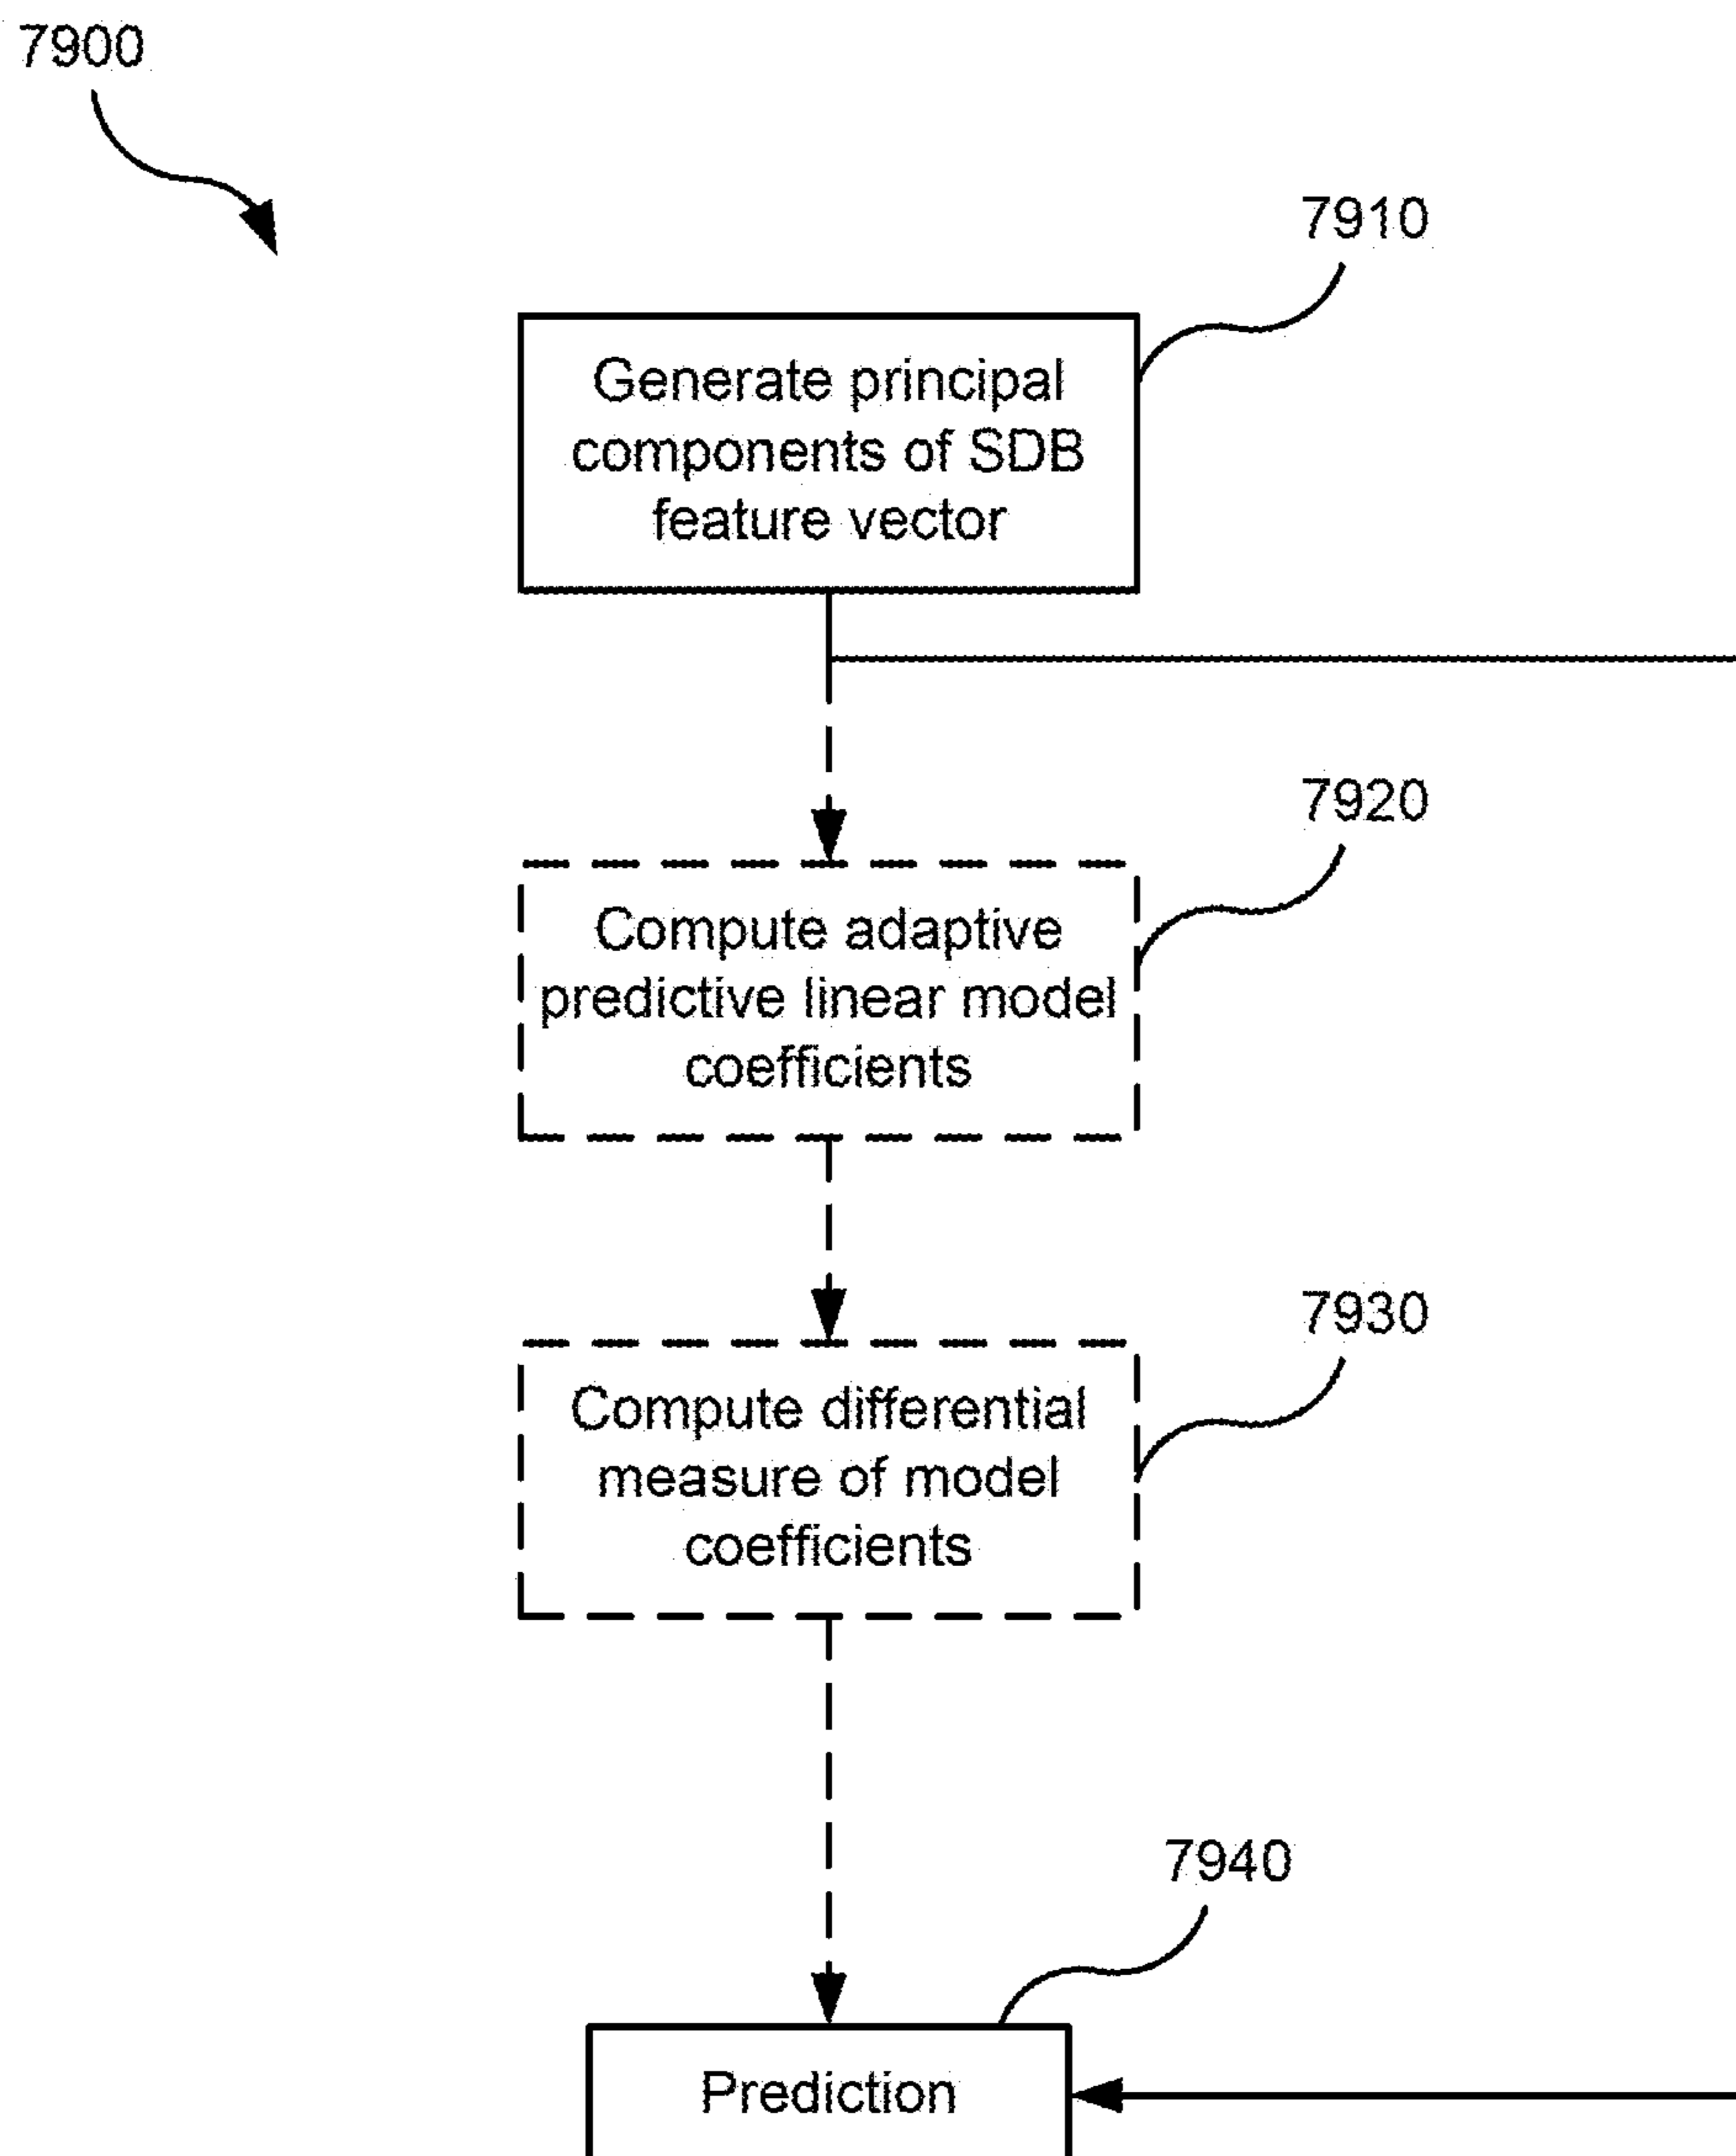 7900
7910
Generate principal
components of SDB
feature vector
7920
Compute adaptive
predictive linear model
coefficients
7930
Compute differential
measure of model
coefficients
7940
Prediction